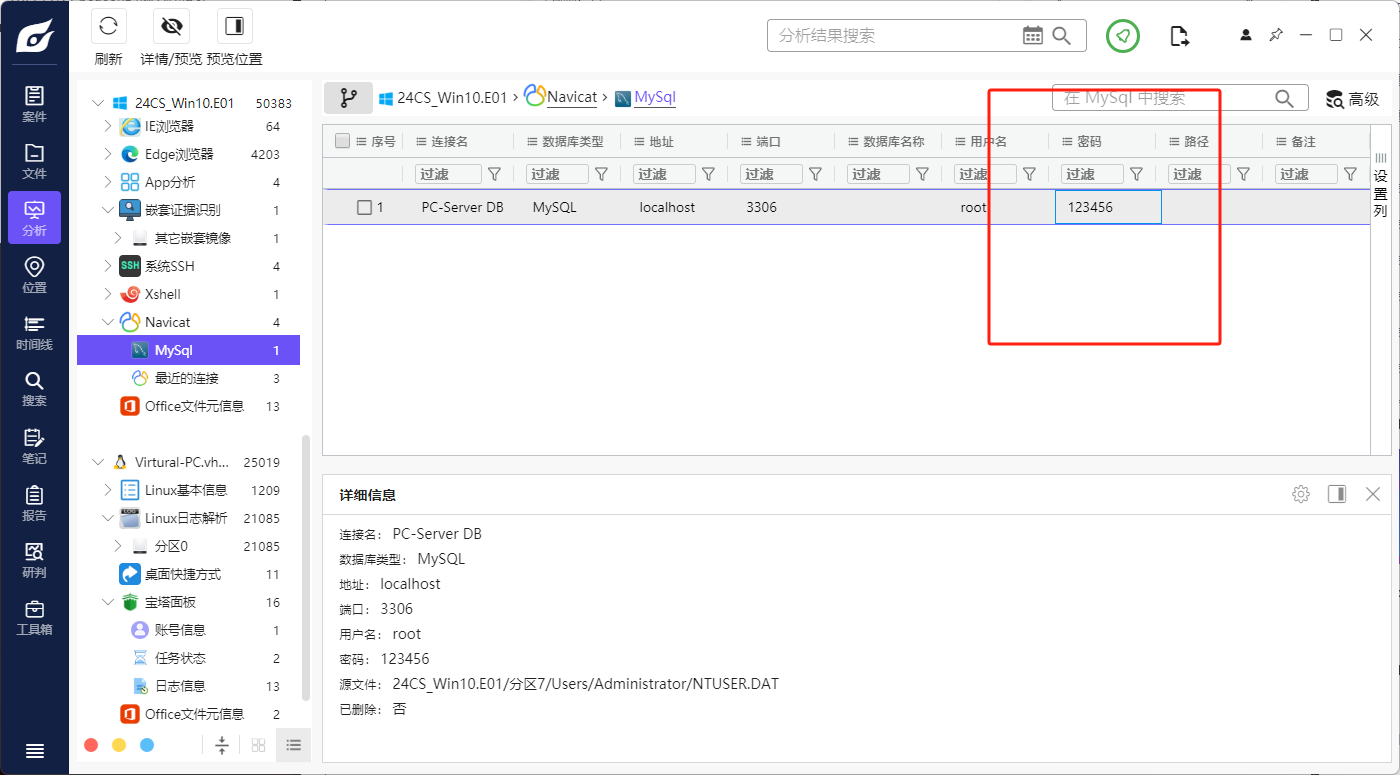 刷新 详情/预览 预览位置
分析结果搜索
案件
文件
分析
位置
时间线
搜索
笔记
报告
研判
工具箱
24CS_Win10.E01 50383
IE浏览器 64
Edge浏览器 4203
App分析 4
嵌套证据识别 1
其它嵌套镜像 1
SSH 系统SSH 4
Xshell 1
Navicat 4
MySql 1
最近的连接 3
Office文件元信息 13
Virtural-PC.vh... 25019
Linux基本信息 1209
Linux日志解析 21085
分区0 21085
桌面快捷方式 11
宝塔面板 16
账号信息 1
任务状态 2
日志信息 13
Office文件元信息 2
24CS_Win10.E01 › Navicat › MySql
在 MySql 中搜索
高级
序号 连接名 数据库类型 地址 端口 数据库名称 用户名 密码 路径 备注
过滤 过滤 过滤 过滤 过滤 过滤 过滤 过滤 过滤
1 PC-Server DB MySQL localhost 3306 root 123456
设置列
详细信息
连接名: PC-Server DB
数据库类型: MySQL
地址: localhost
端口: 3306
用户名: root
密码: 123456
源文件: 24CS_Win10.E01/分区7/Users/Administrator/NTUSER.DAT
已删除: 否